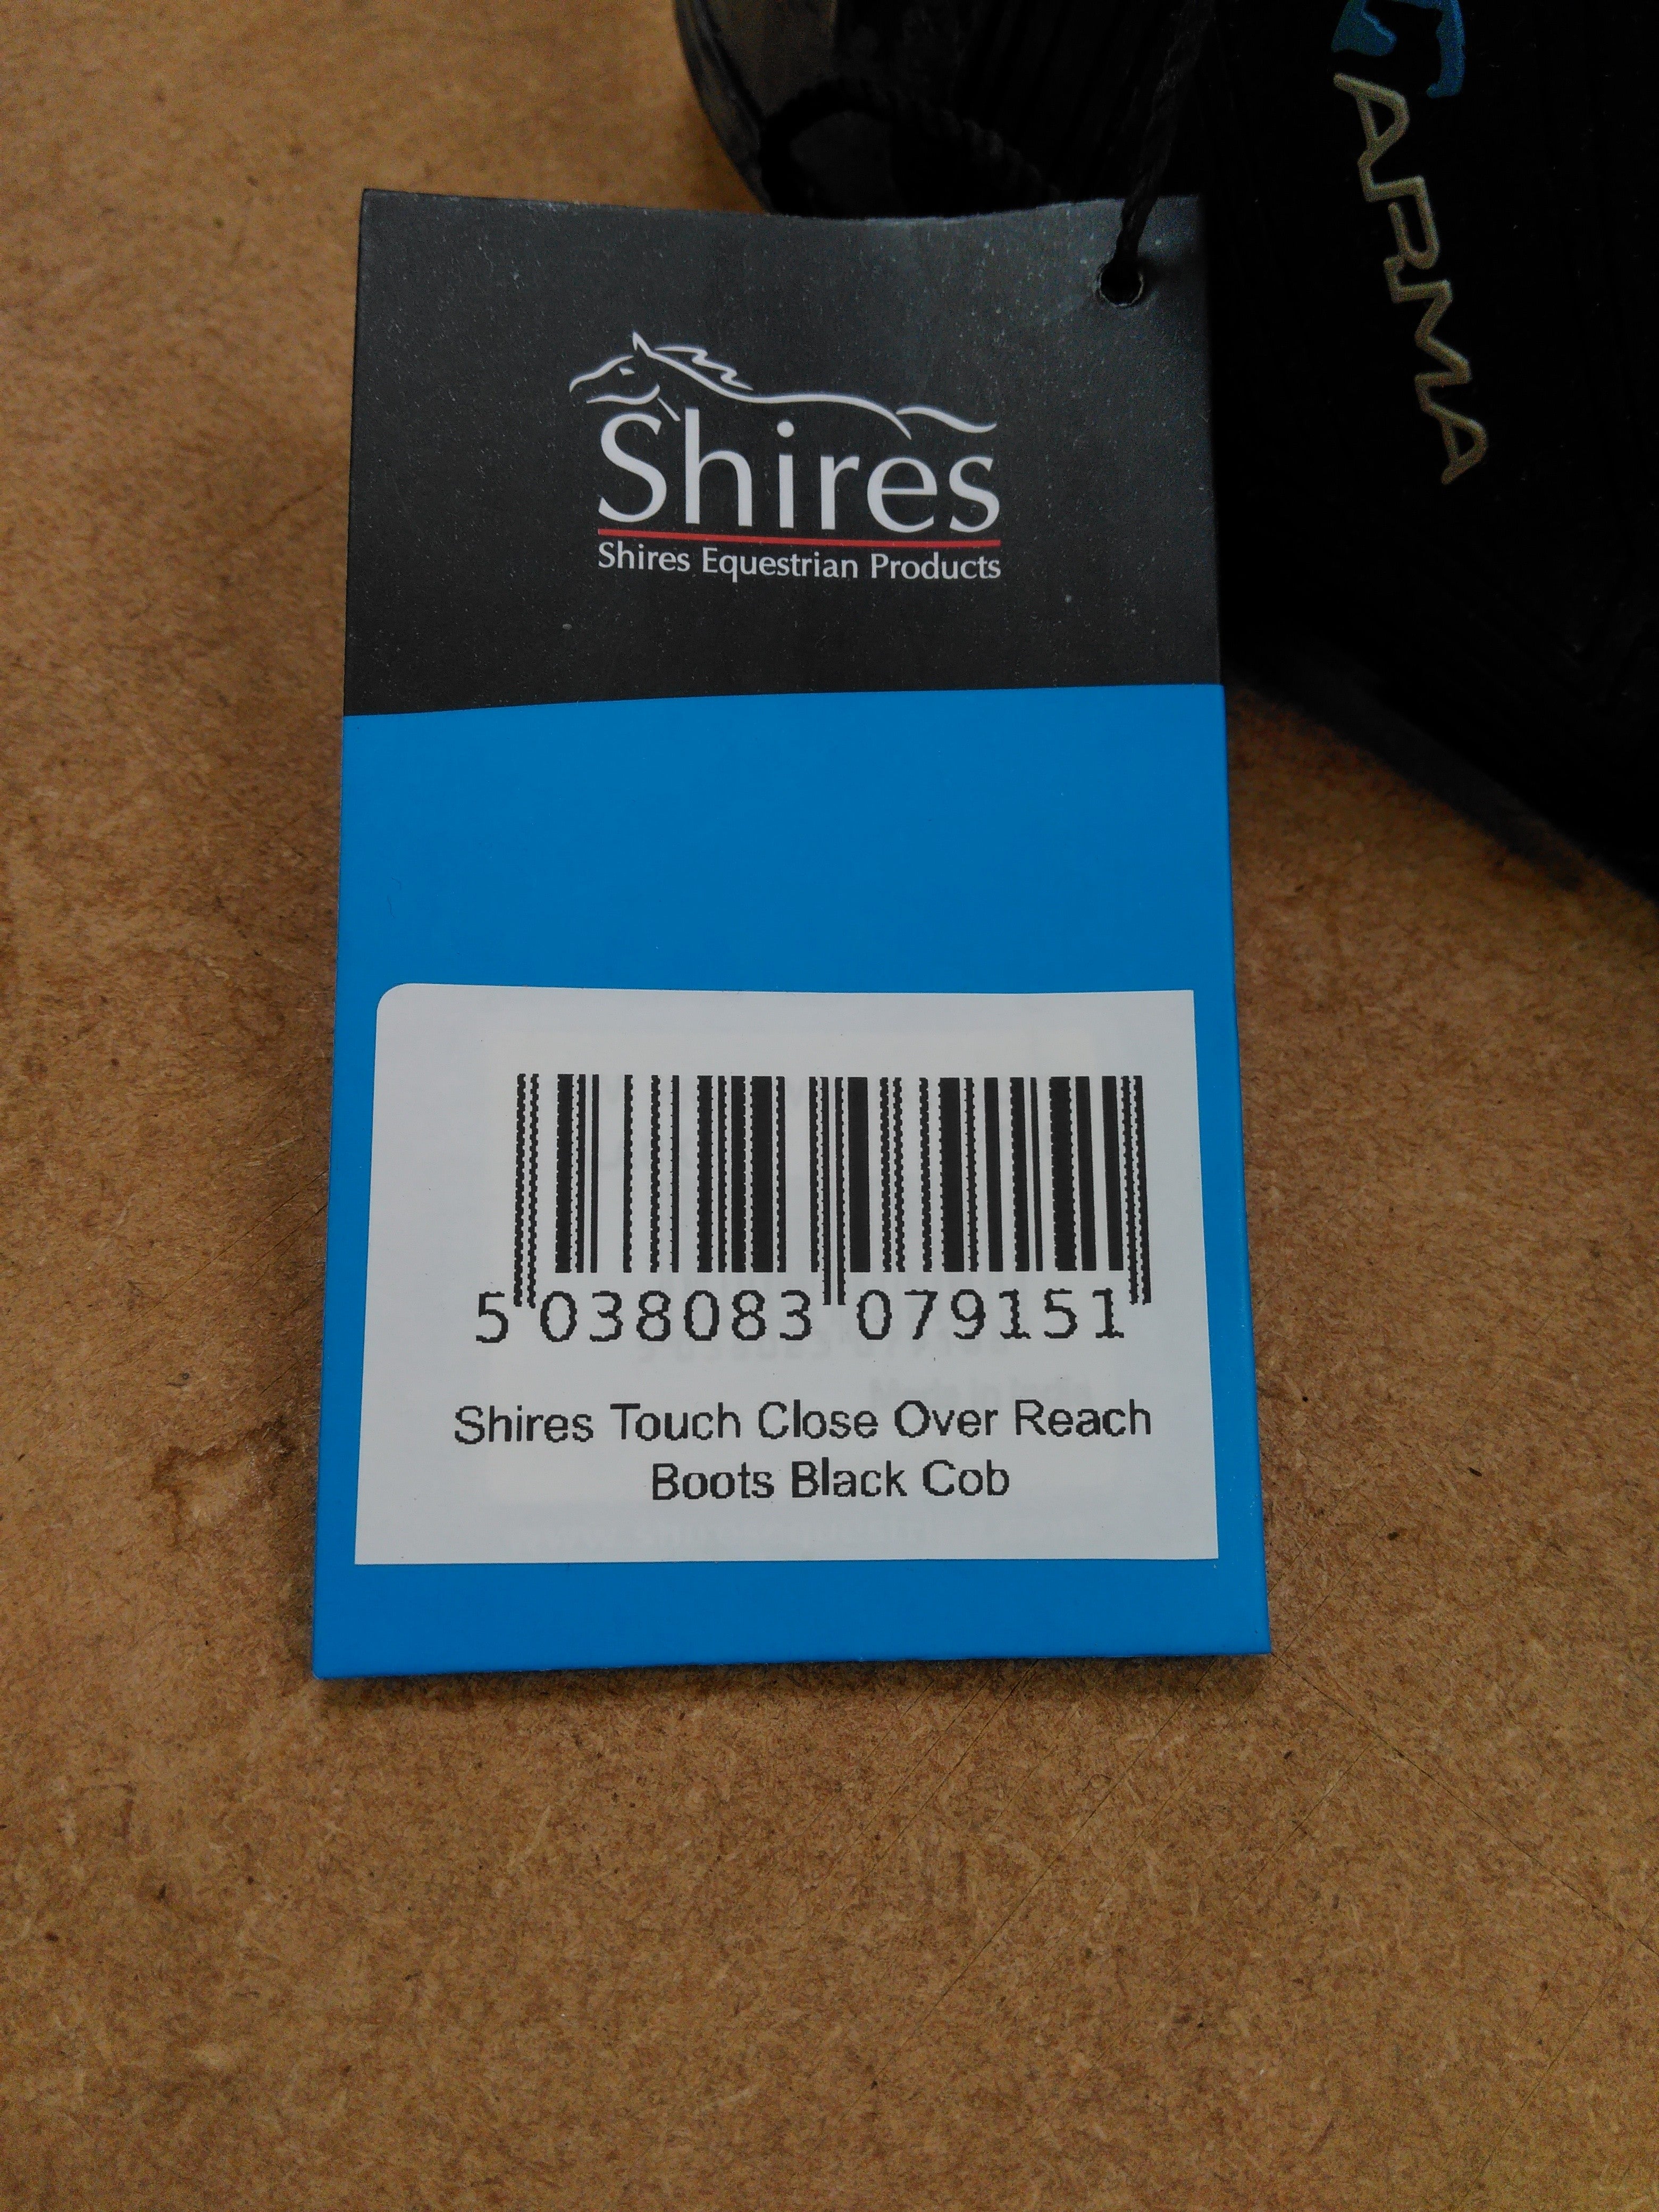 ARMA
Shires
Shires Equestrian Products
5 038083 079151
Shires Touch Close Over Reach
Boots Black Cob